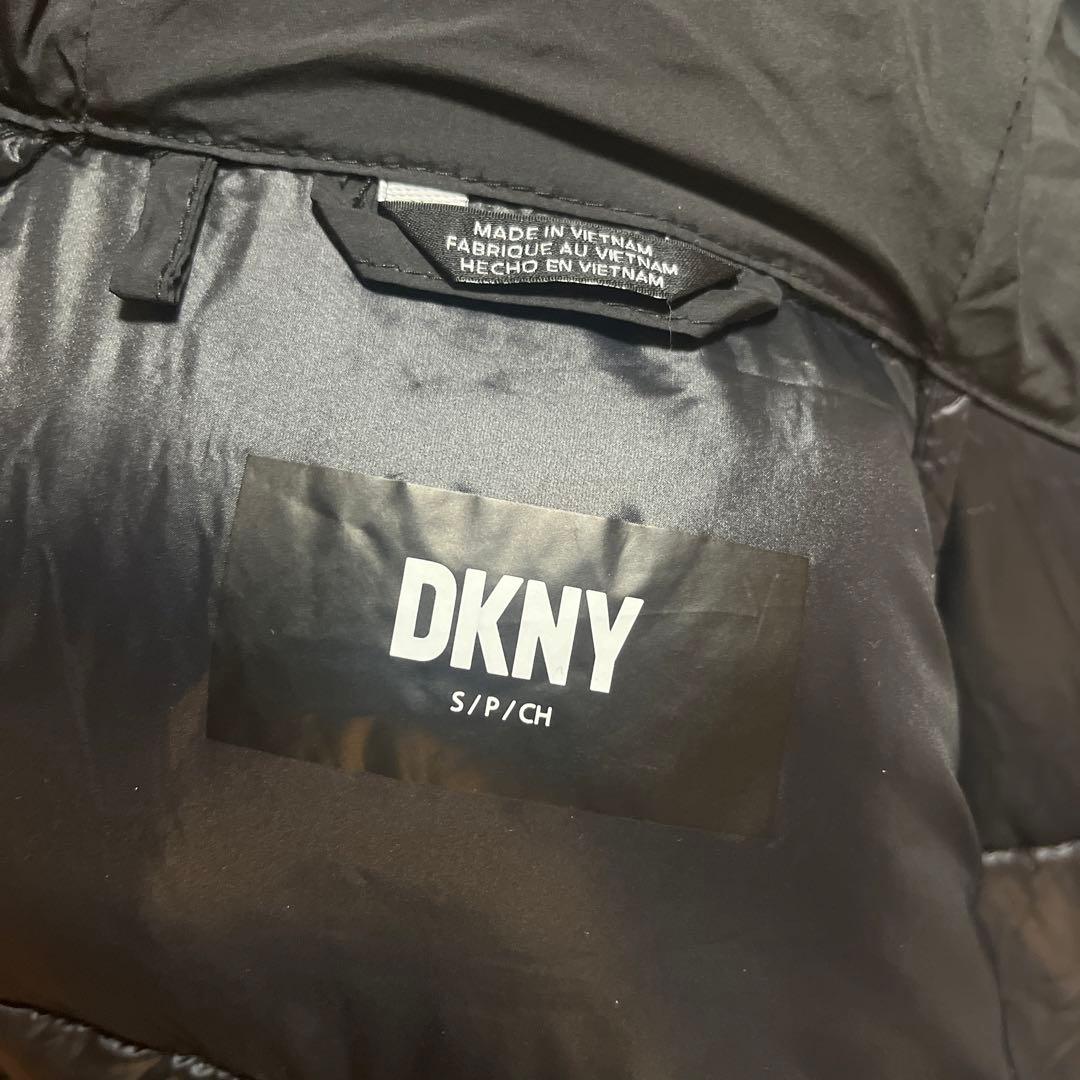 MADE IN VIETNAM
FABRIQUE AU VIETNAM
HECHO EN VIETNAM
DKNY
S/P/CH